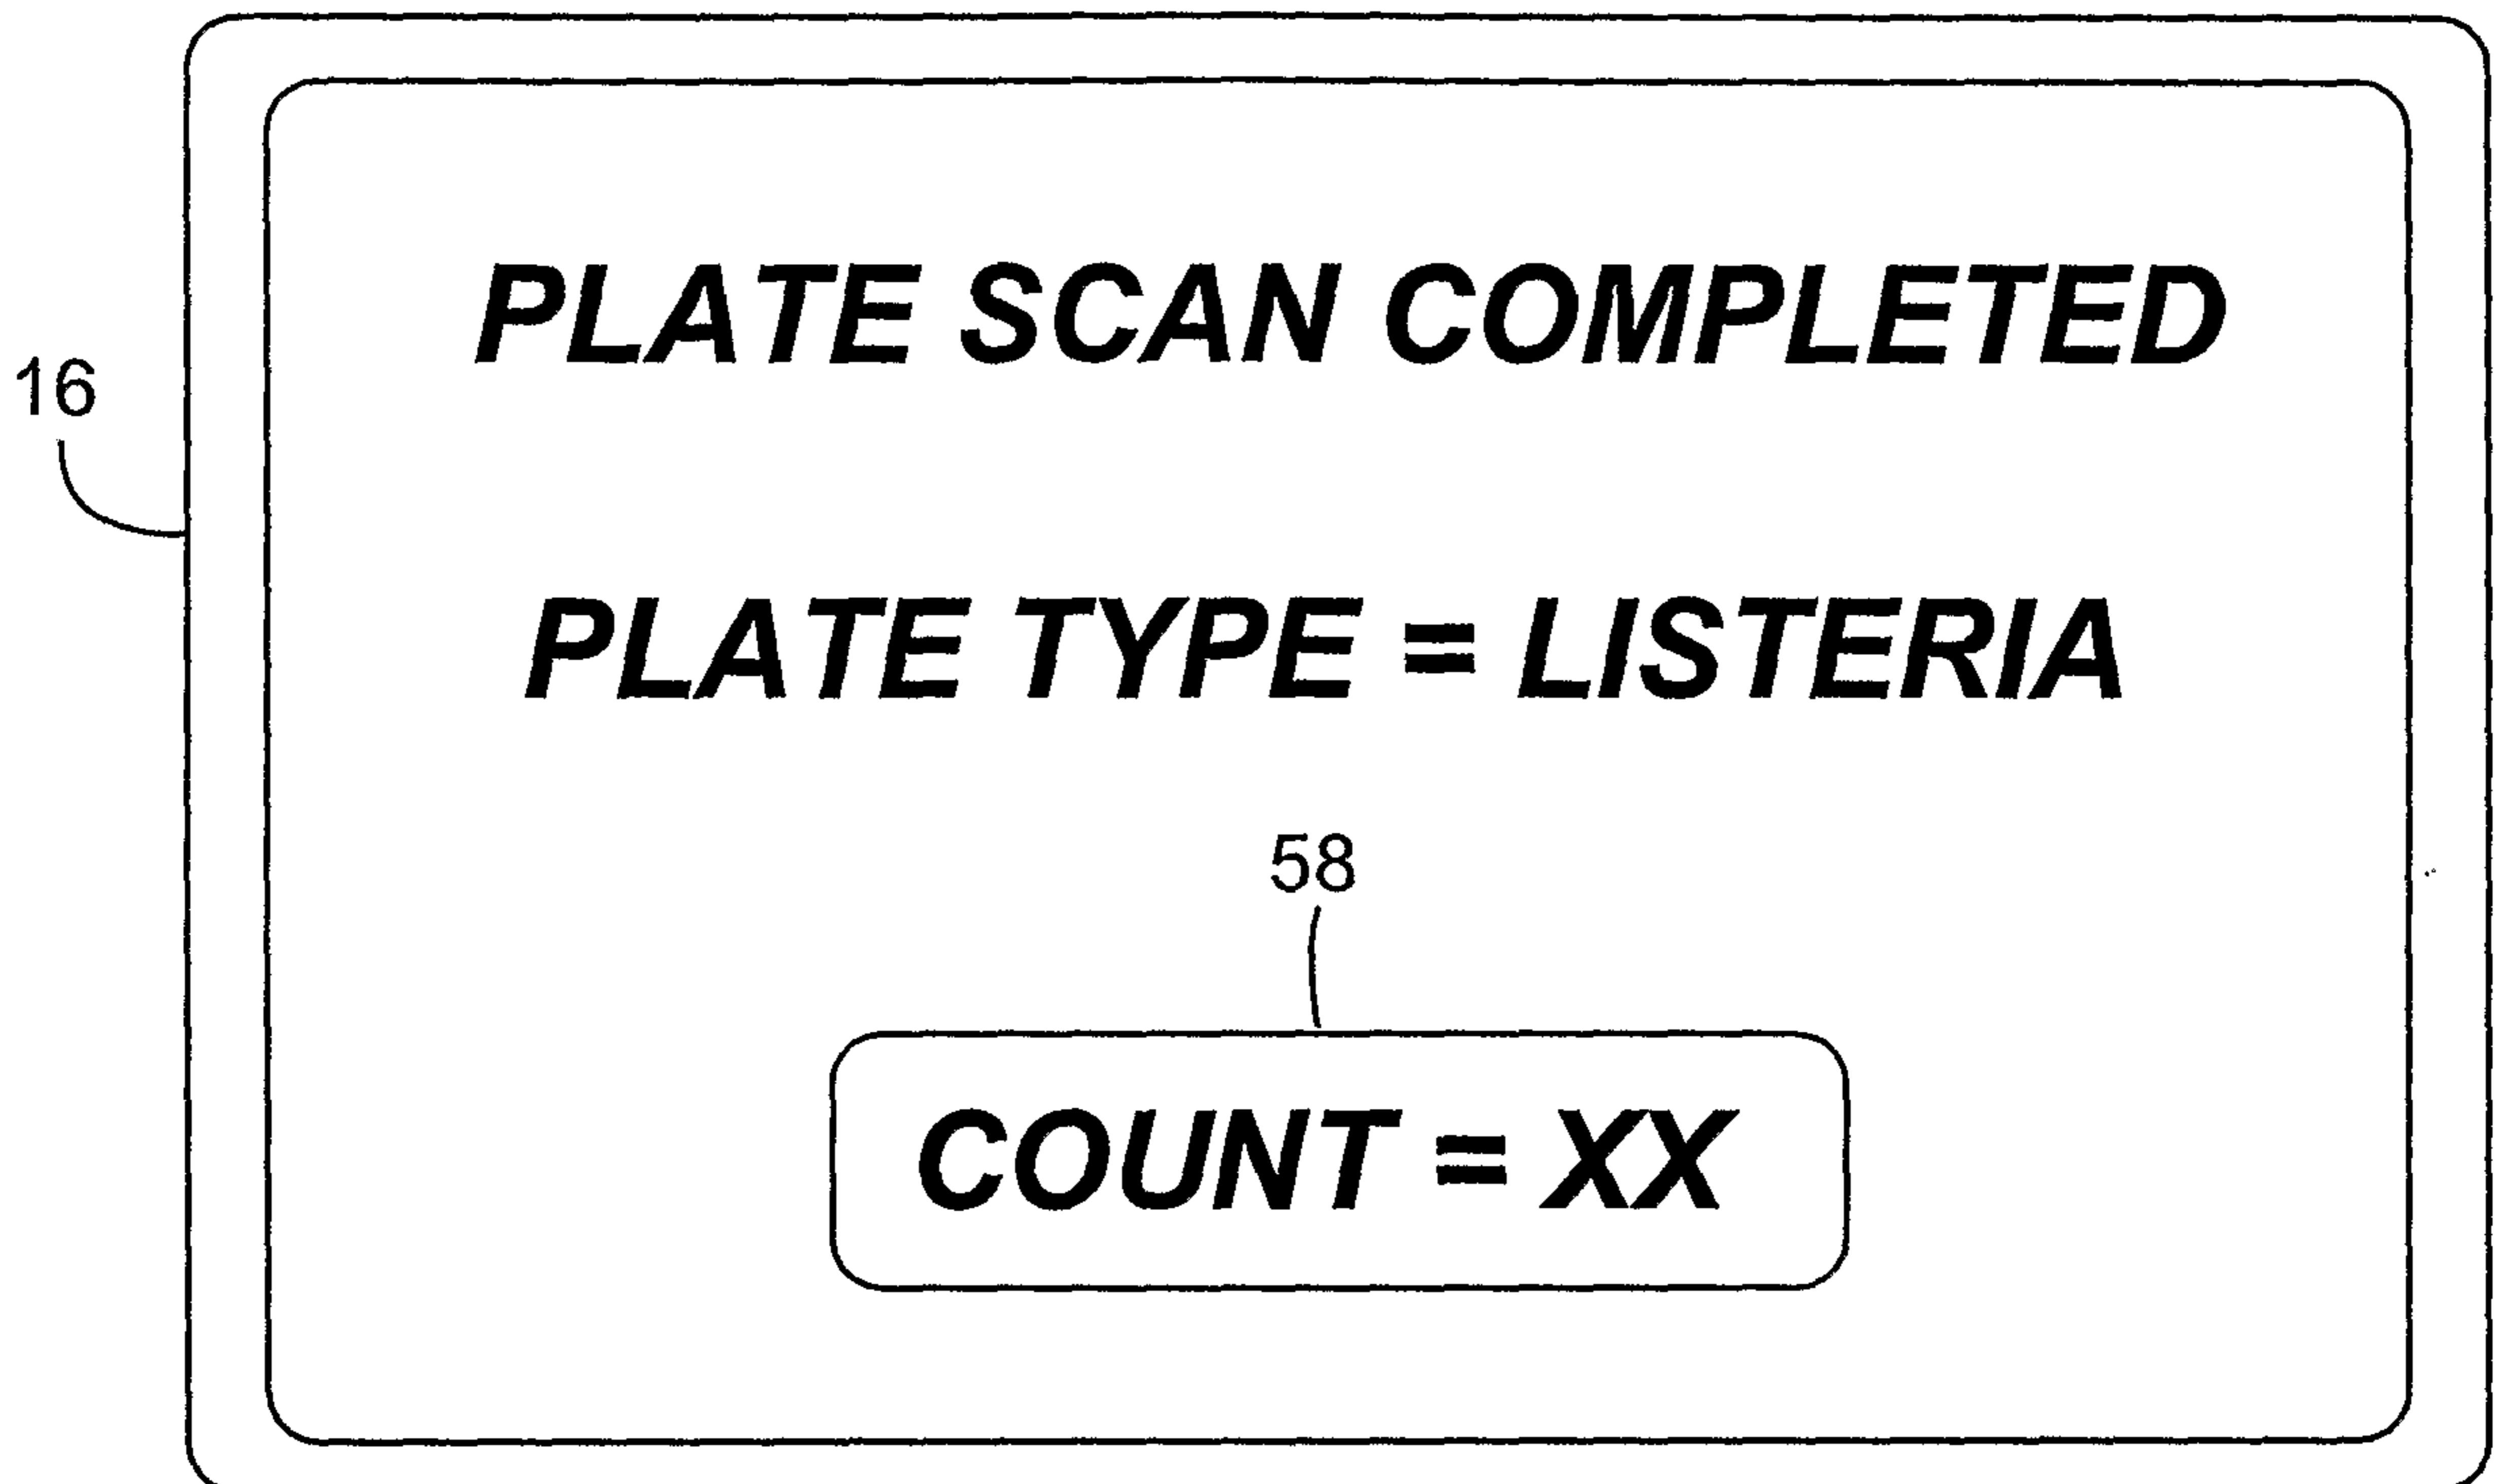 PLATE SCAN COMPLETED
16
PLATE TYPE = LISTERIA
58
COUNT = XX